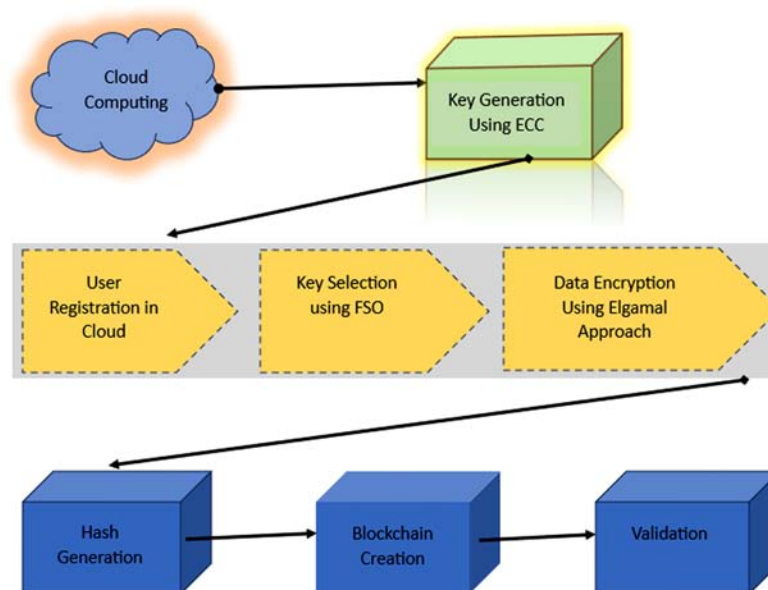 Cloud
Computing
Key Generation
Using ECC
User
Registration in
Cloud
Key Selection
using FSO
Data Encryption
Using Elgamal
Approach
Hash
Generation
Blockchain
Creation
Validation